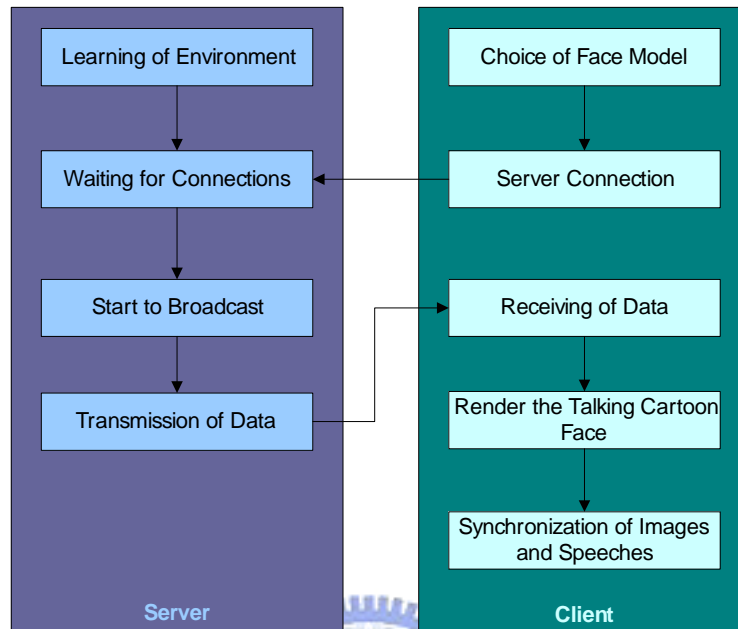 Learning of Environment
Waiting for Connections
Start to Broadcast
Transmission of Data
Server
Choice of Face Model
Server Connection
Receiving of Data
Render the Talking Cartoon
Face
Synchronization of Images
and Speeches
Client